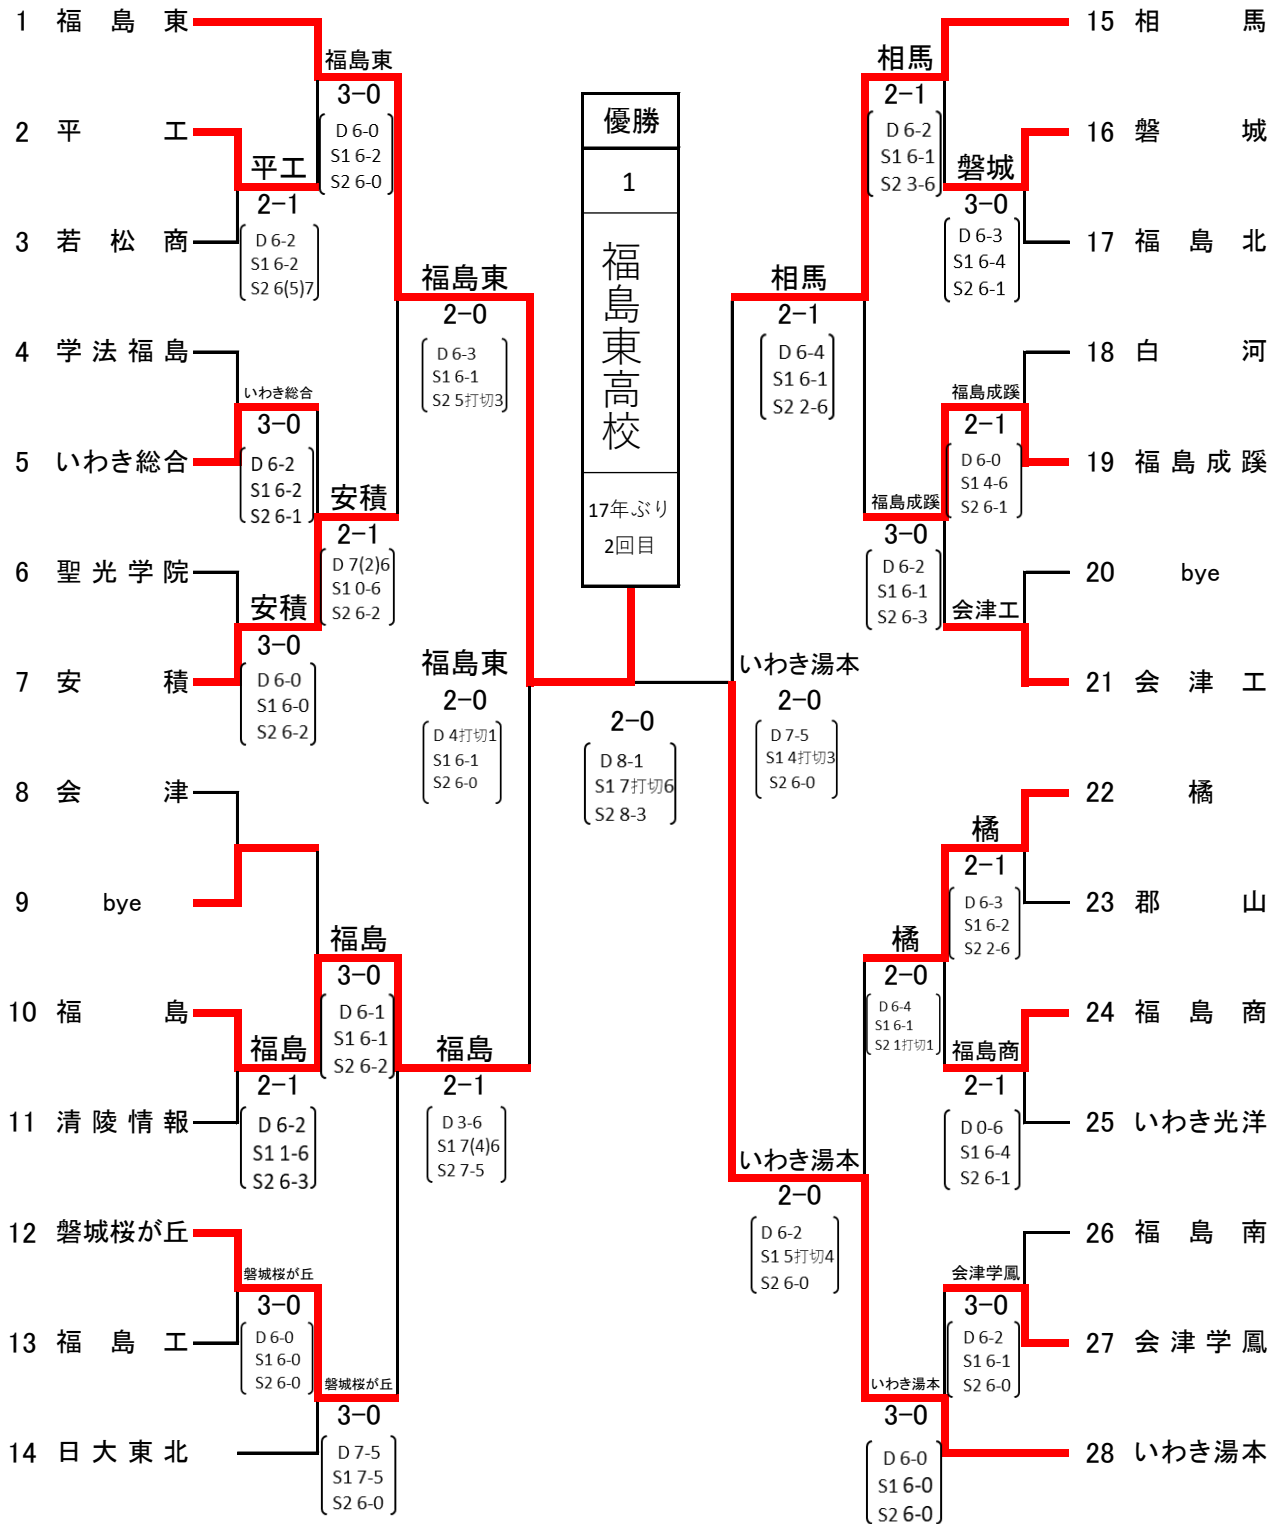 1 福島東
2 平工
3 若松商
4 学法福島
5 いわき総合
6 聖光学院
7 安積
8 会津
9 bye
10 福島
11 清陵情報
12 磐城桜が丘
13 福島工
14 日大東北
平工
2-1
D 6-2
S1 6-2
S2 6(5)7
いわき総合
3-0
D 6-2
S1 6-2
S2 6-1
安積
3-0
D 6-0
S1 6-0
S2 6-2
福島
2-1
D 6-2
S1 1-6
S2 6-3
磐城桜が丘
3-0
D 6-0
S1 6-0
S2 6-0
福島東
3-0
D 6-0
S1 6-2
S2 6-0
安積
2-1
D 7(2)6
S1 0-6
S2 6-2
福島
3-0
D 6-1
S1 6-1
S2 6-2
磐城桜が丘
3-0
D 7-5
S1 7-5
S2 6-0
福島東
2-0
D 6-3
S1 6-1
S2 5打切3
福島
2-1
D 3-6
S1 7(4)6
S2 7-5
福島東
2-0
D 4打切1
S1 6-1
S2 6-0
優勝
1
福島東高校
17年ぶり
2回目
2-0
D 8-1
S1 7打切6
S2 8-3
いわき湯本
2-0
D 7-5
S1 4打切3
S2 6-0
相馬
2-1
D 6-4
S1 6-1
S2 2-6
いわき湯本
2-0
D 6-2
S1 5打切4
S2 6-0
相馬
2-1
D 6-2
S1 6-1
S2 3-6
福島成蹊
3-0
D 6-2
S1 6-1
S2 6-3
橘
2-0
D 6-4
S1 6-1
S2 1打切1
いわき湯本
3-0
D 6-0
S1 6-0
S2 6-0
磐城
3-0
D 6-3
S1 6-4
S2 6-1
福島成蹊
2-1
D 6-0
S1 4-6
S2 6-1
会津工
橘
2-1
D 6-3
S1 6-2
S2 2-6
福島商
2-1
D 0-6
S1 6-4
S2 6-1
会津学鳳
3-0
D 6-2
S1 6-1
S2 6-0
15 相馬
16 磐城
17 福島北
18 白河
19 福島成蹊
20 bye
21 会津工
22 橘
23 郡山
24 福島商
25 いわき光洋
26 福島南
27 会津学鳳
28 いわき湯本